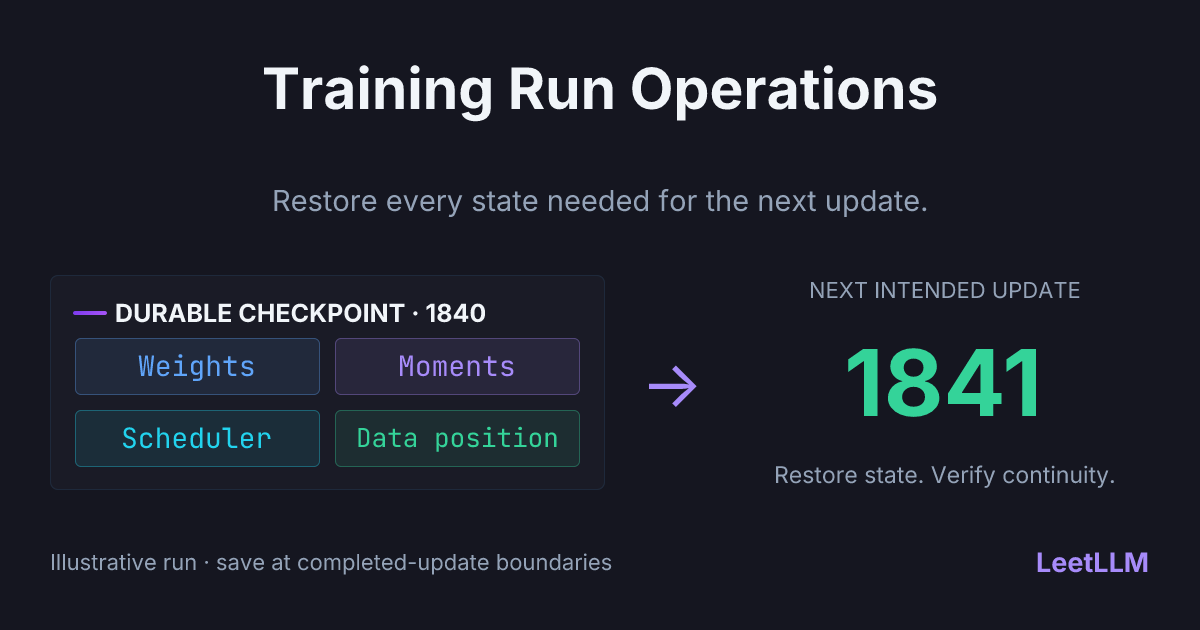 Training Run Operations
Restore every state needed for the next update.
DURABLE CHECKPOINT · 1840
Weights
Moments
Scheduler
Data position
NEXT INTENDED UPDATE
1841
Restore state. Verify continuity.
Illustrative run · save at completed-update boundaries
LeetLLM